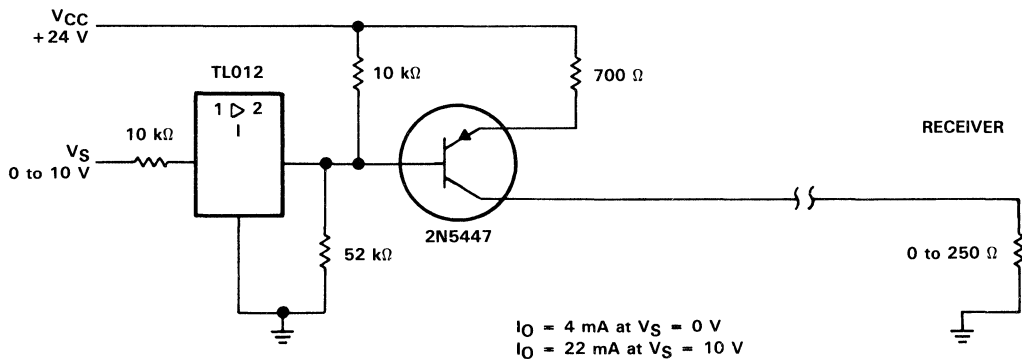 VCC
+24 V
TL012
10 kΩ
700 Ω
1 ▷ 2
I
10 kΩ
VS
0 to 10 V
RECEIVER
2N5447
52 kΩ
0 to 250 Ω
IO = 4 mA at VS = 0 V
IO = 22 mA at VS = 10 V